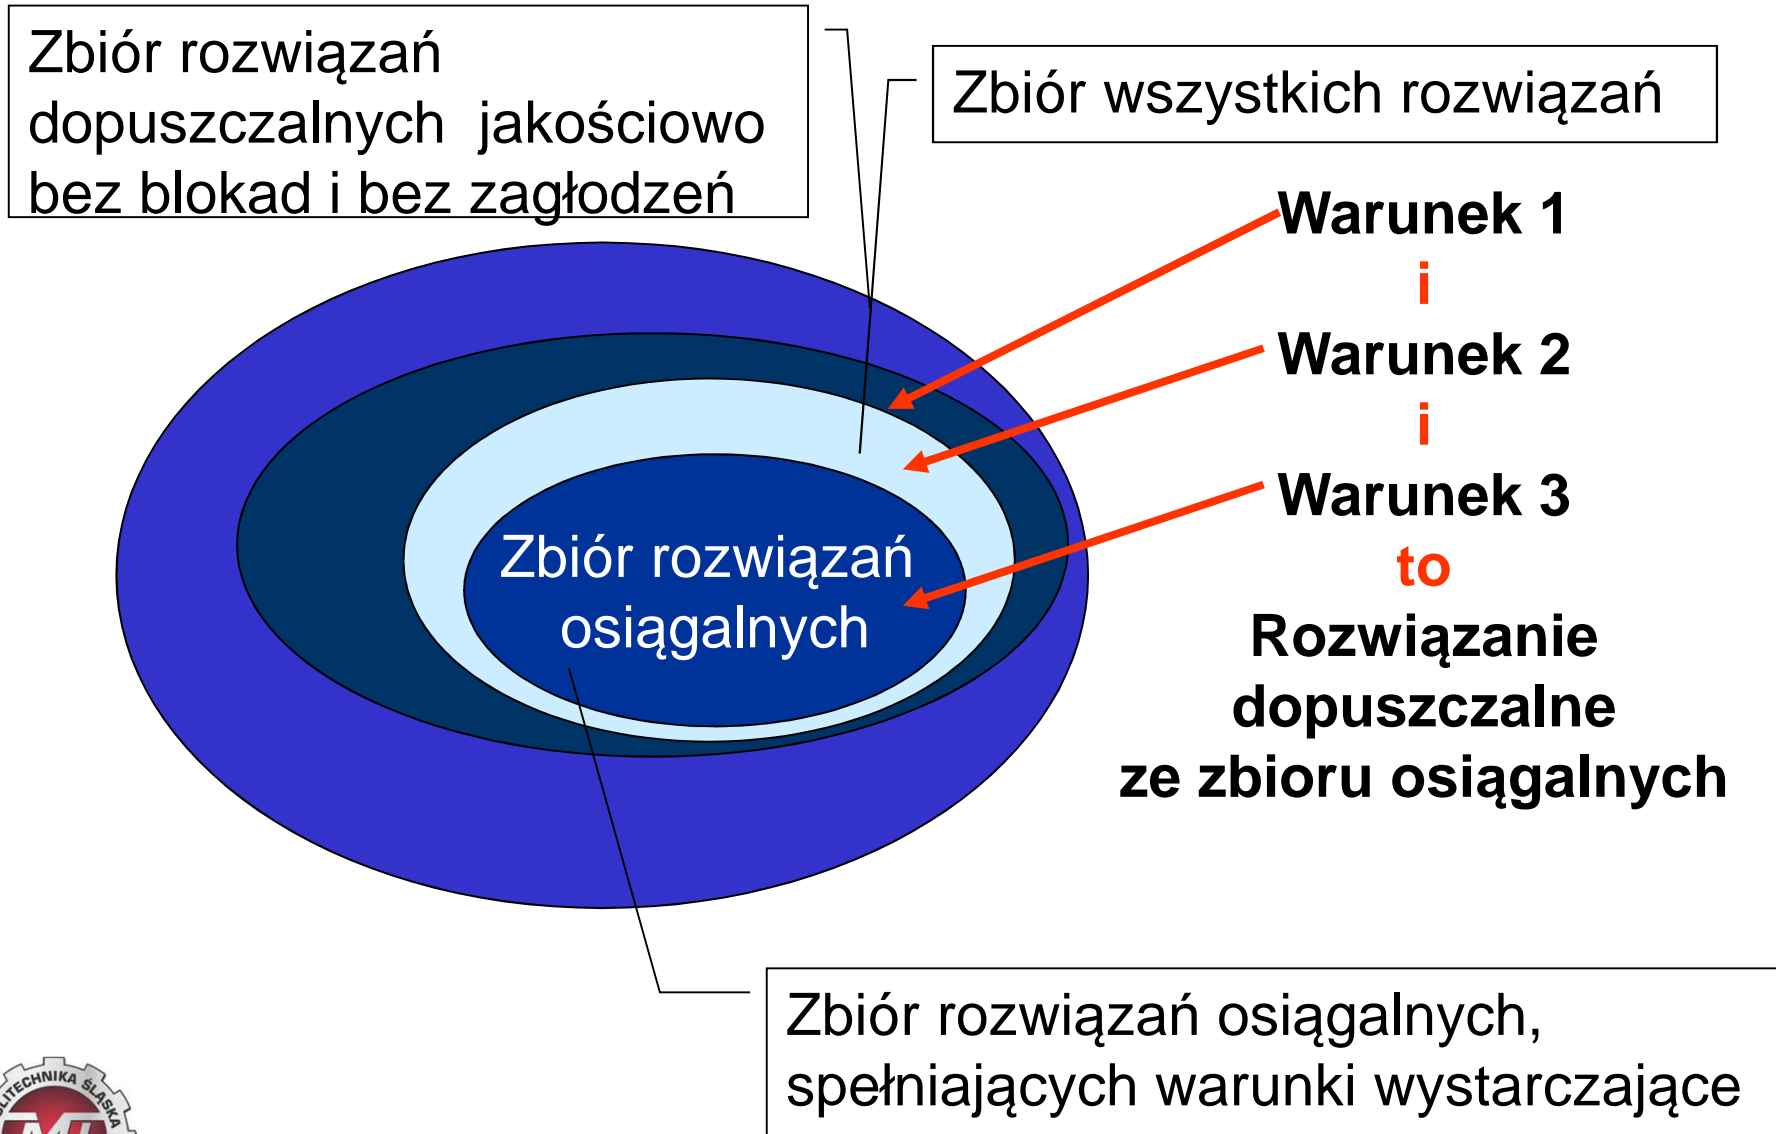 Zbiór rozwiązań
dopuszczalnych jakościowo
bez blokad i bez zagłodzeń
Zbiór wszystkich rozwiązań
Warunek 1
i
Warunek 2
i
Warunek 3
to
Rozwiązanie
dopuszczalne
ze zbioru osiągalnych
Zbiór rozwiązań
osiągalnych
Zbiór rozwiązań osiągalnych,
spełniających warunki wystarczające